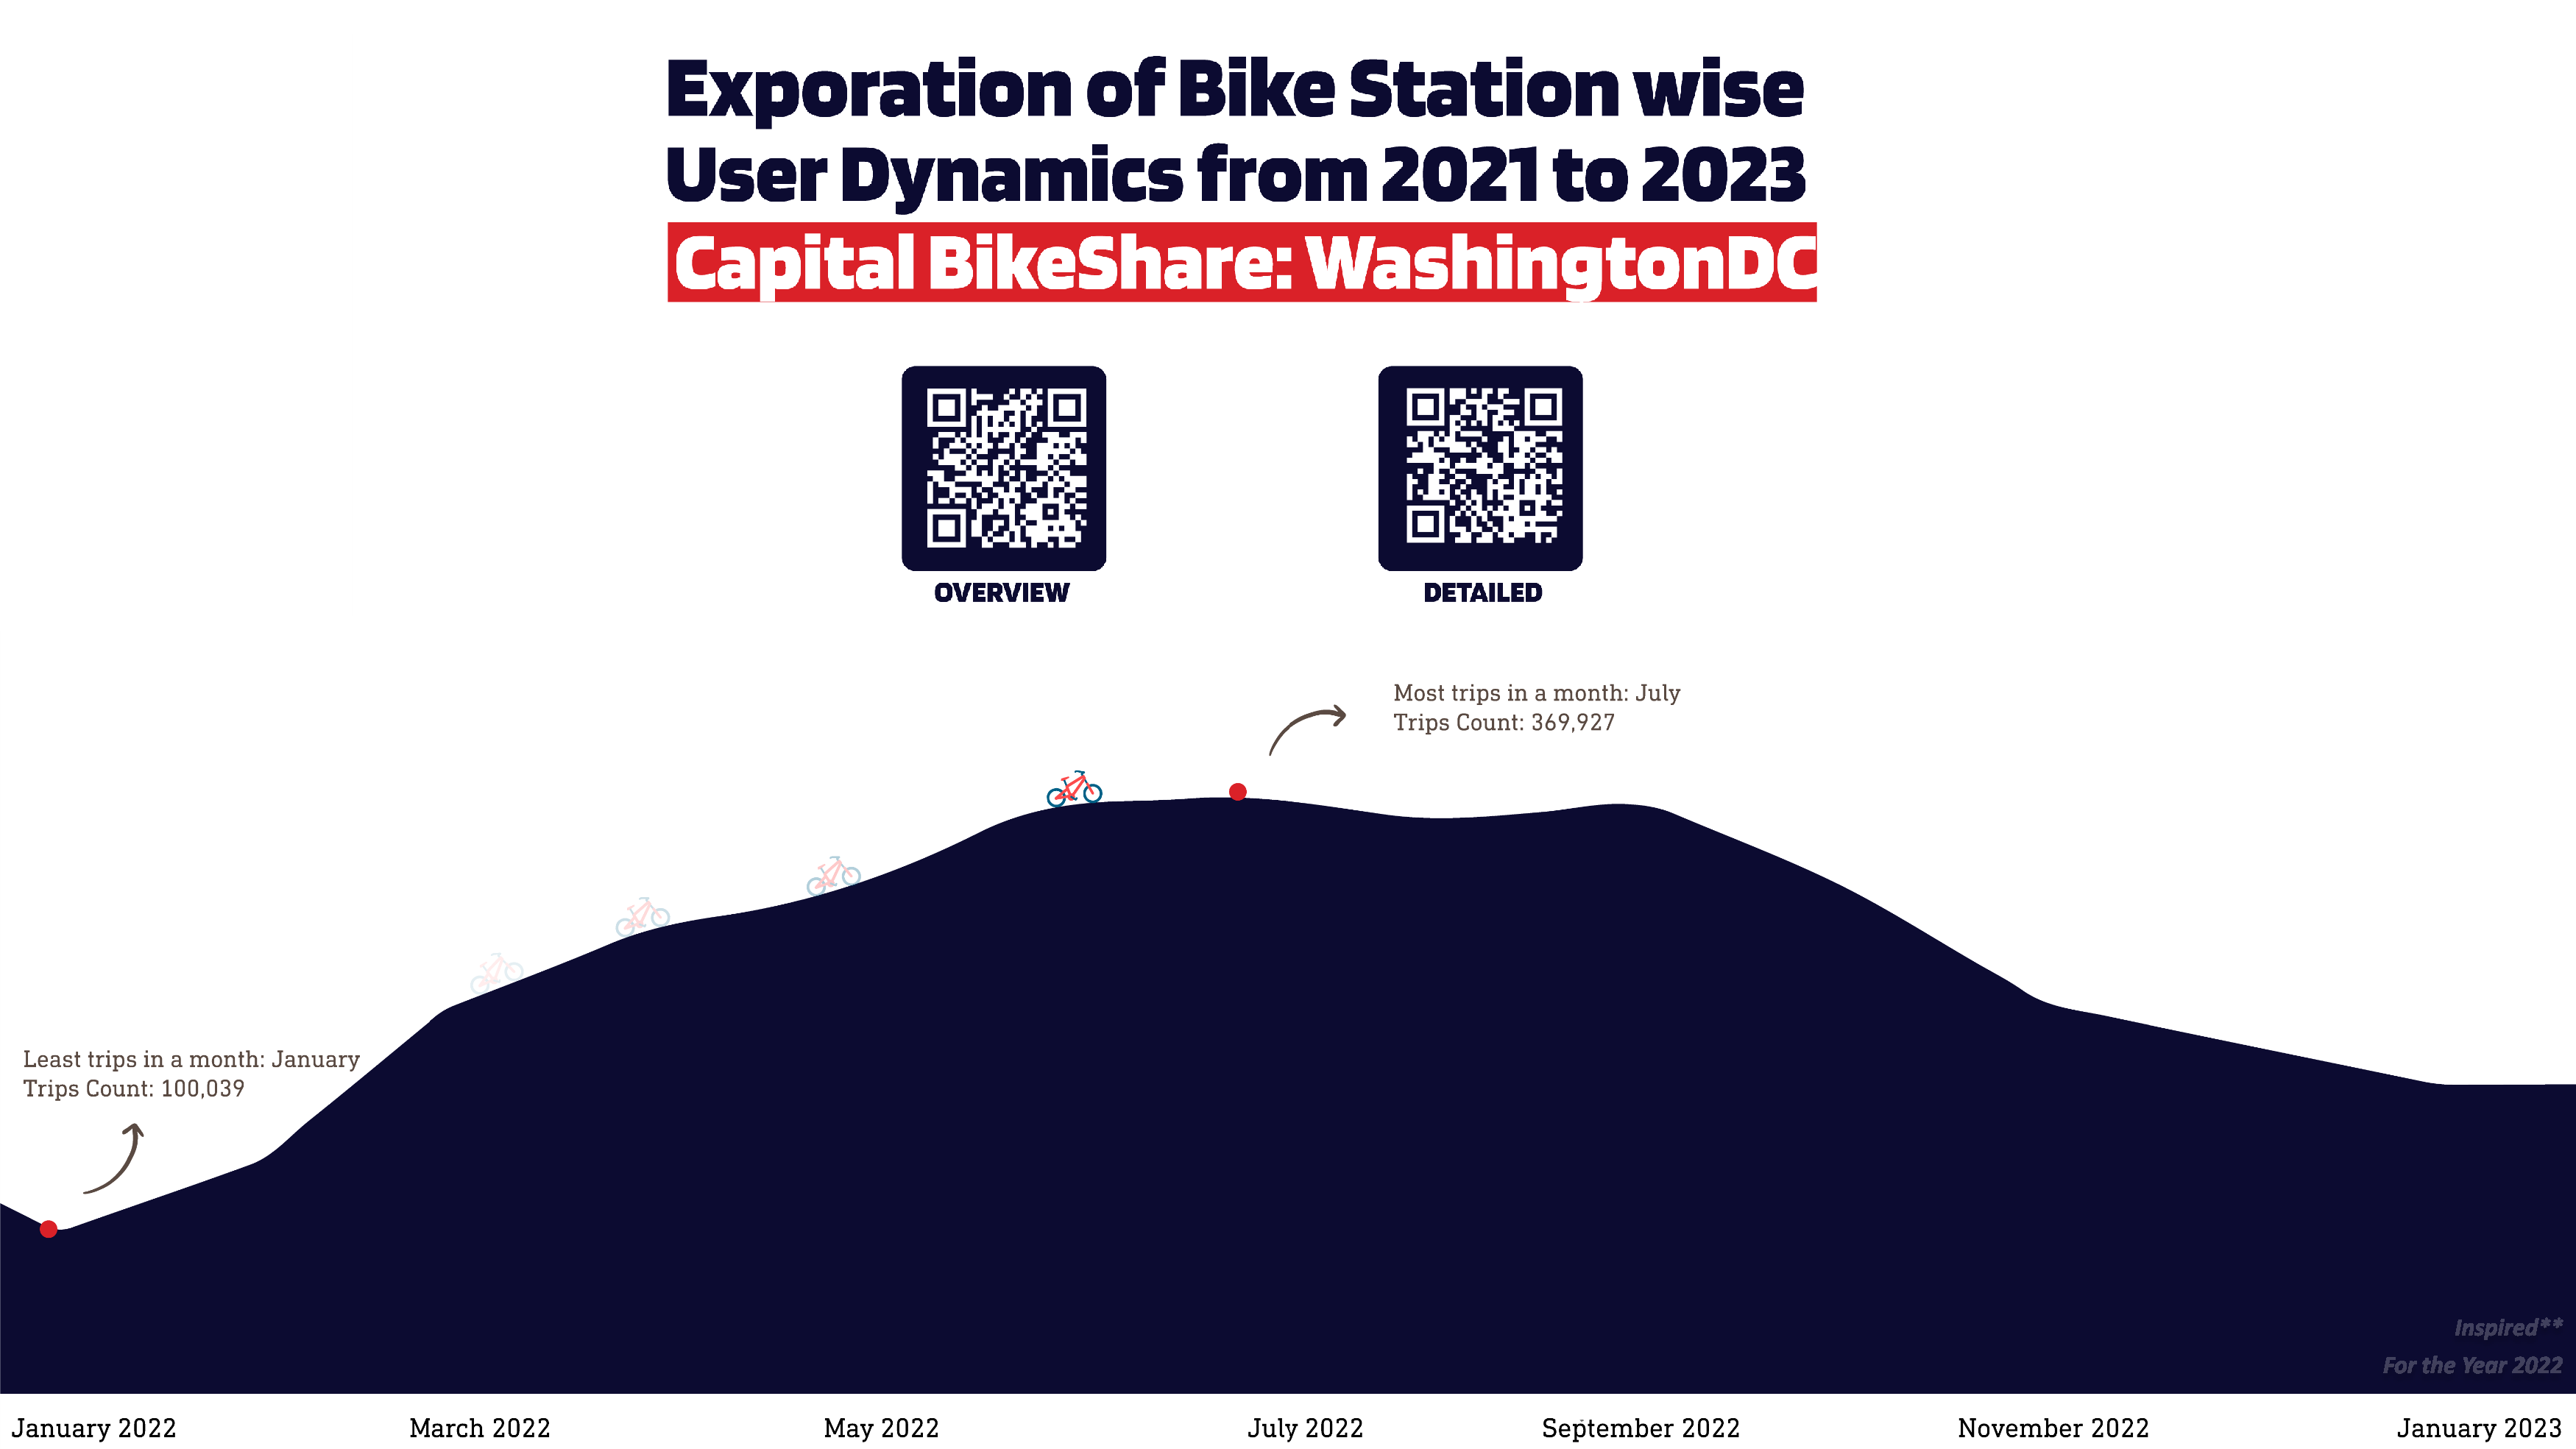 Exporation of Bike Station wise
User Dynamics from 2021 to 2023
Capital BikeShare: WashingtonDC
OVERVIEW
DETAILED
Most trips in a month: July
Trips Count: 369,927
Least trips in a month: January
Trips Count: 100,039
Inspired**
For the Year 2022
January 2022
March 2022
May 2022
July 2022
September 2022
November 2022
January 2023